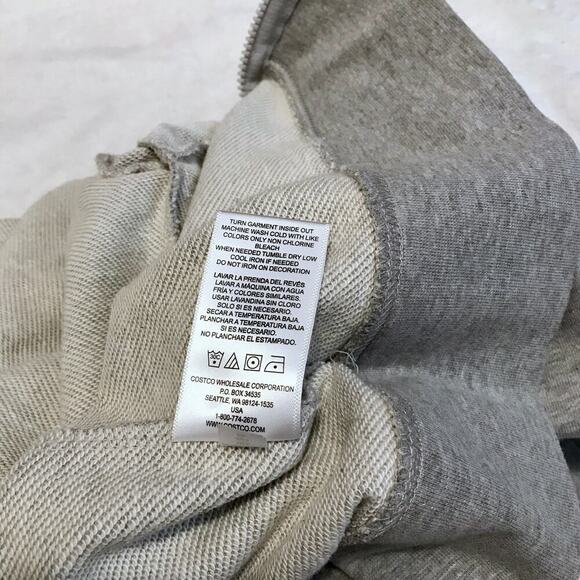 TURN GARMENT INSIDE OUT
MACHINE WASH COLD WITH LIKE
COLORS ONLY NON CHLORINE
BLEACH
WHEN NEEDED TUMBLE DRY LOW
COOL IRON IF NEEDED
DO NOT IRON ON DECORATION
LAVAR LA PRENDA DEL REVÉS
LAVAR A MÁQUINA CON AGUA
FRÍA Y COLORES SIMILARES.
USAR LAVANDINA SIN CLORO
SOLO SI ES NECESARIO.
SECAR A TEMPERATURA BAJA.
PLANCHAR A TEMPERATURA BAJA
SI ES NECESARIO.
NO PLANCHAR EL ESTAMPADO.
30C
COSTCO WHOLESALE CORPORATION
P.O. BOX 34535
SEATTLE, WA 98124-1535
USA
1-800-774-2678
WWW.COSTCO.COM